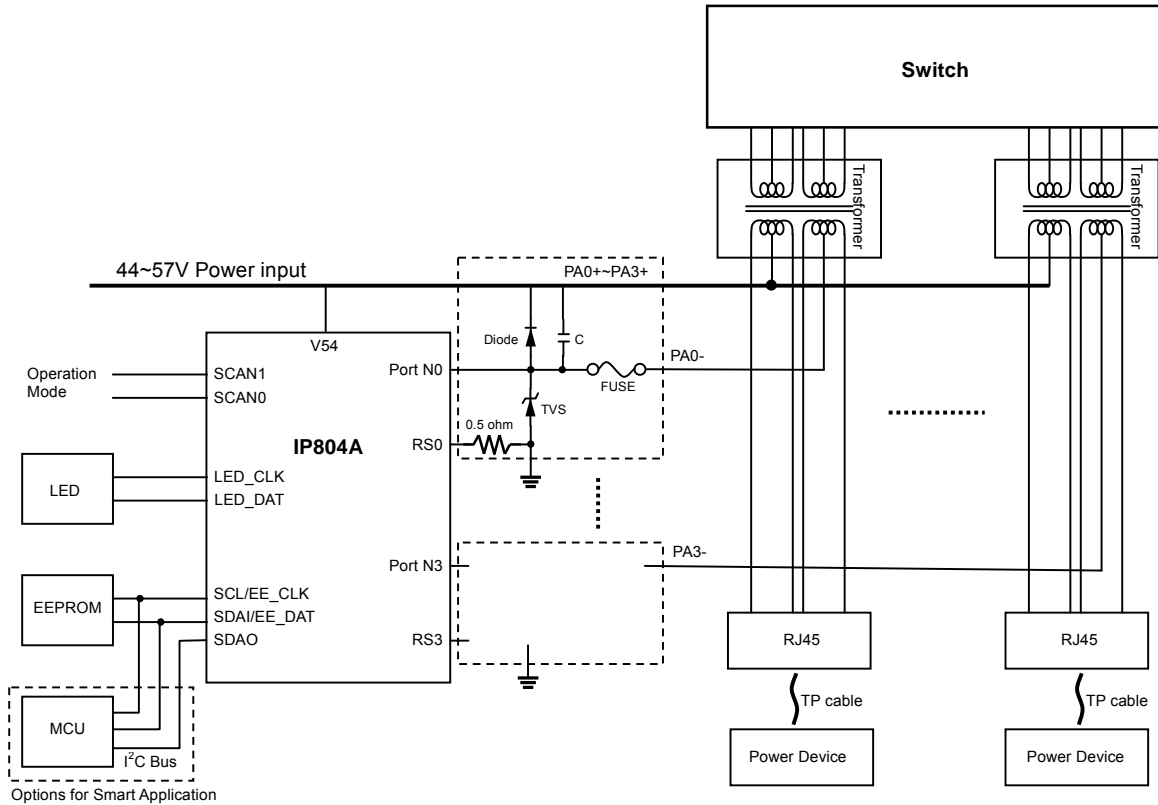 Switch
Transformer
Transformer
44~57V Power input
PA0+~PA3+
V54
Diode
C
Port N0
PA0-
FUSE
Operation
Mode
SCAN1
SCAN0
TVS
0.5 ohm
IP804A
RS0
LED
LED_CLK
LED_DAT
PA3-
Port N3
EEPROM
SCL/EE_CLK
SDAI/EE_DAT
SDAO
RS3
RJ45
RJ45
MCU
I²C Bus
TP cable
TP cable
Power Device
Power Device
Options for Smart Application